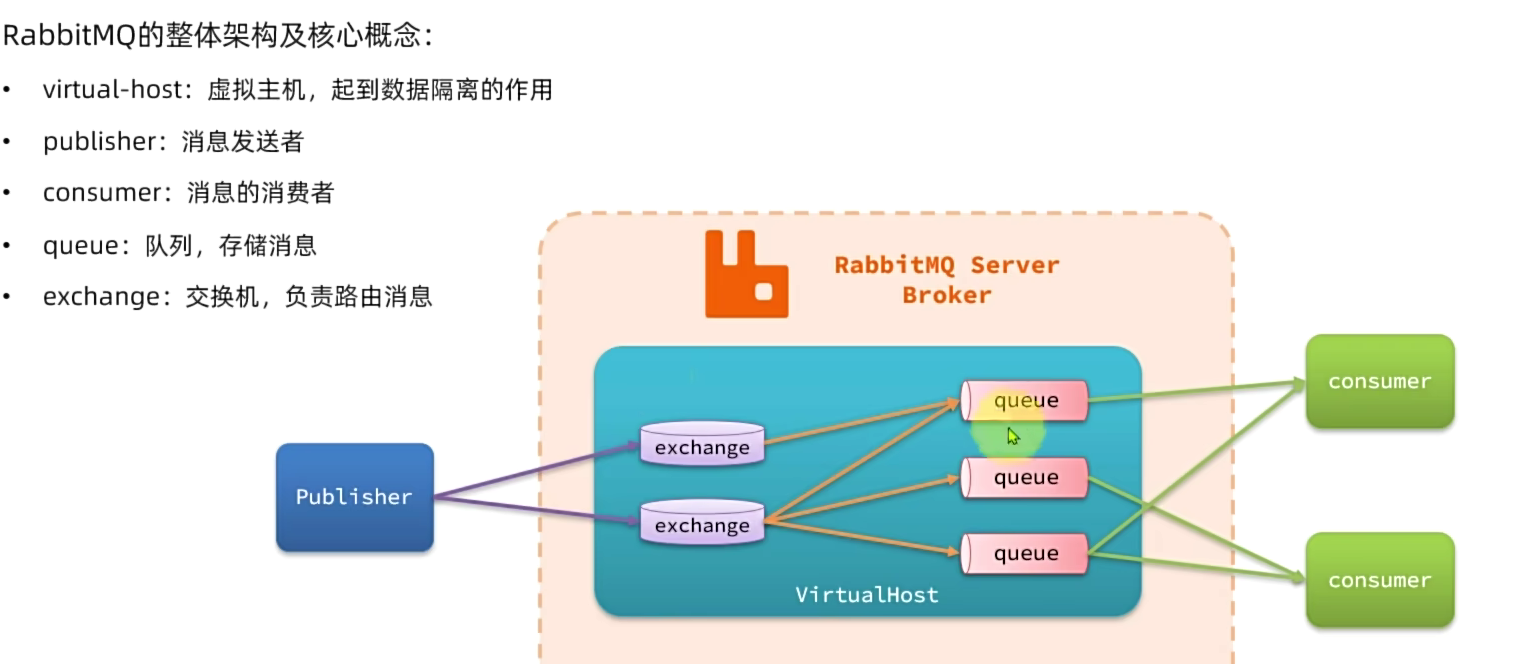 RabbitMQ的整体架构及核心概念：
• virtual-host：虚拟主机，起到数据隔离的作用
• publisher：消息发送者
• consumer：消息的消费者
• queue：队列，存储消息
• exchange：交换机，负责路由消息
RabbitMQ Server
Broker
Publisher
exchange
exchange
queue
queue
queue
VirtualHost
consumer
consumer